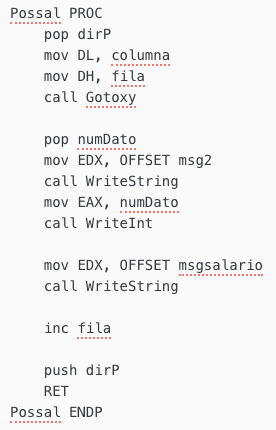 Possal PROC
pop dirP
mov DL, columna
mov DH, fila
call Gotoxy
pop numDato
mov EDX, OFFSET msg2
call WriteString
mov EAX, numDato
call WriteInt
mov EDX, OFFSET msgsalario
call WriteString
inc fila
push dirP
RET
Possal ENDP